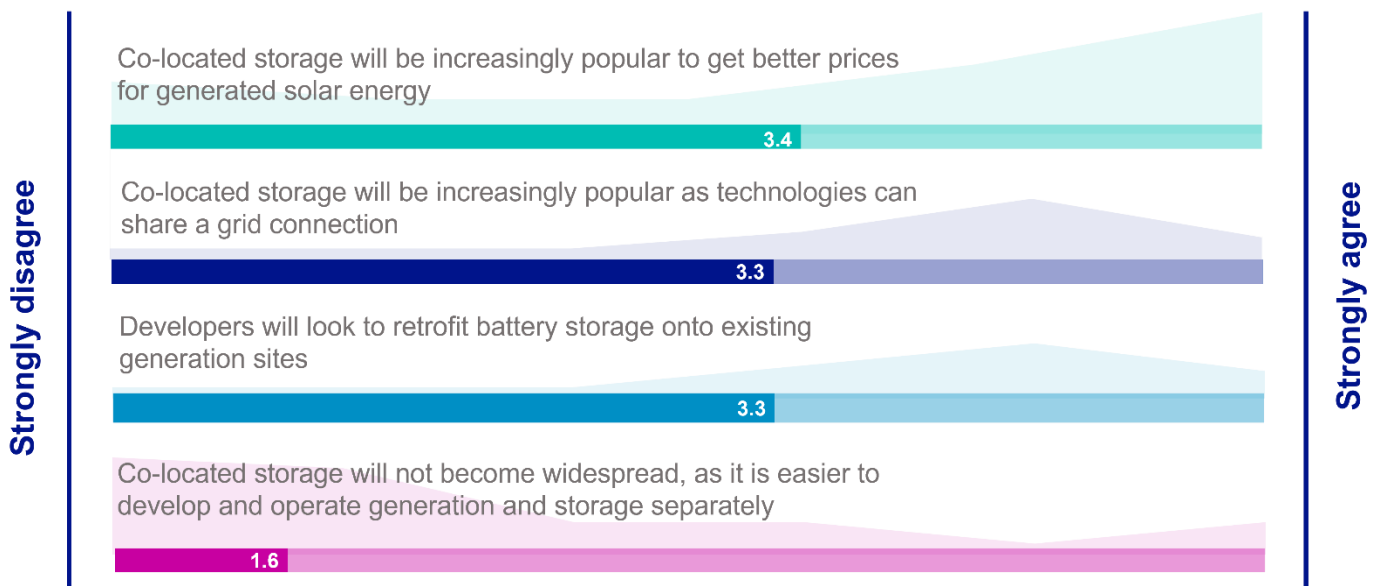 Strongly disagree
Co-located storage will be increasingly popular to get better prices
for generated solar energy
3.4
Co-located storage will be increasingly popular as technologies can
share a grid connection
3.3
Developers will look to retrofit battery storage onto existing
generation sites
3.3
Co-located storage will not become widespread, as it is easier to
develop and operate generation and storage separately
1.6
Strongly agree